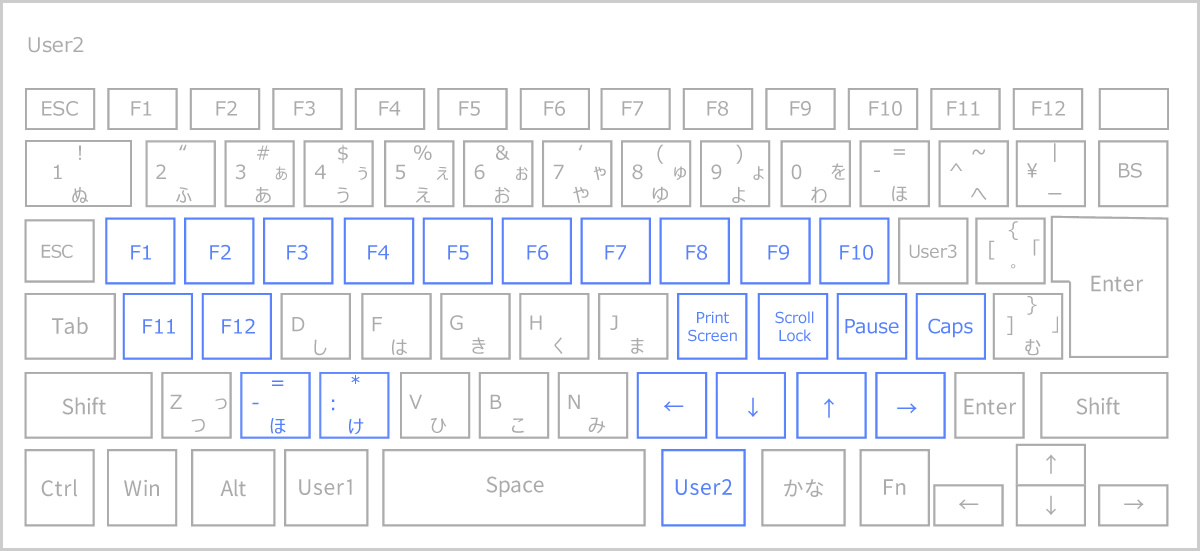 User2
ESC F1 F2 F3 F4 F5 F6 F7 F8 F9 F10 F11 F12
! “ # $ % & ‘ ( ) = ~ |
1 2 3 ぁ 4 ぅ 5 ぇ 6 ぉ 7 ゃ 8 ゅ 9 ょ 0 を - ^ ¥ BS
ぬ ふ あ う え お や ゆ よ わ ほ へ ー
ESC F1 F2 F3 F4 F5 F6 F7 F8 F9 F10 User3 { [ 「 ° Enter
Tab F11 F12 D し F は G き H く J ま Print Screen Scroll Lock Pause Caps } ] 」 む
Shift Z っ つ = - ほ * : け V ひ B こ N み ← ↓ ↑ → Enter Shift
Ctrl Win Alt User1 Space User2 かな Fn ← ↑ ↓ →